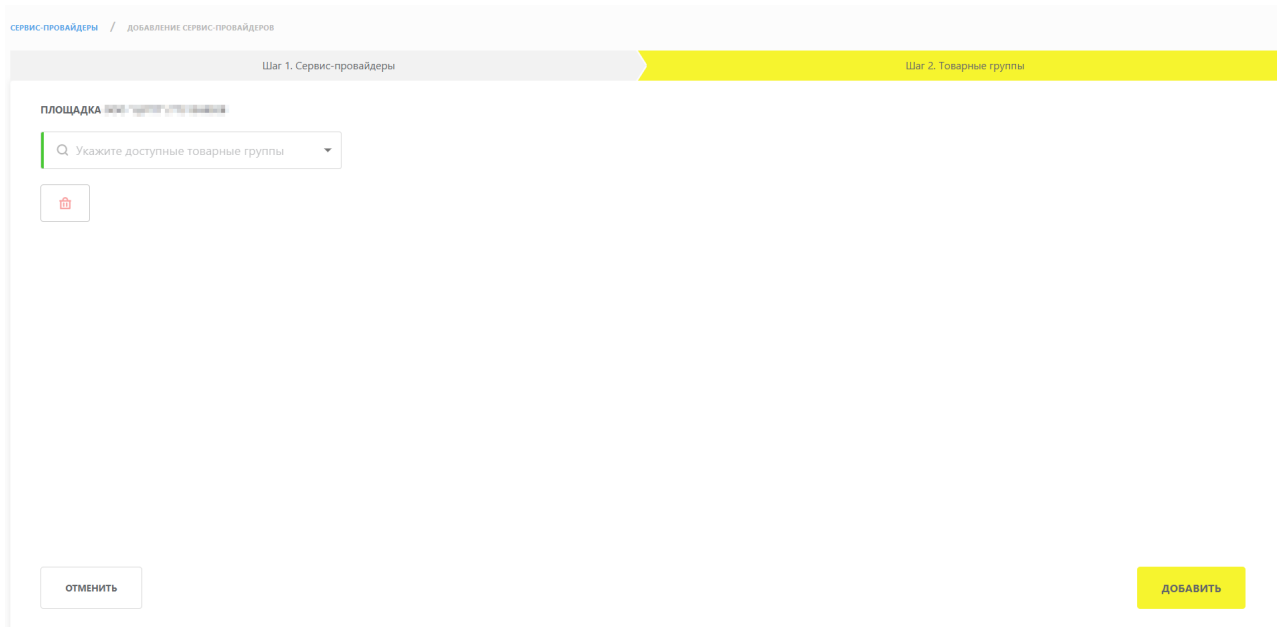 СЕРВИС-ПРОВАЙДЕРЫ / ДОБАВЛЕНИЕ СЕРВИС-ПРОВАЙДЕРОВ
Шаг 1. Сервис-провайдеры Шаг 2. Товарные группы
ПЛОЩАДКА
Укажите доступные товарные группы
ОТМЕНИТЬ ДОБАВИТЬ